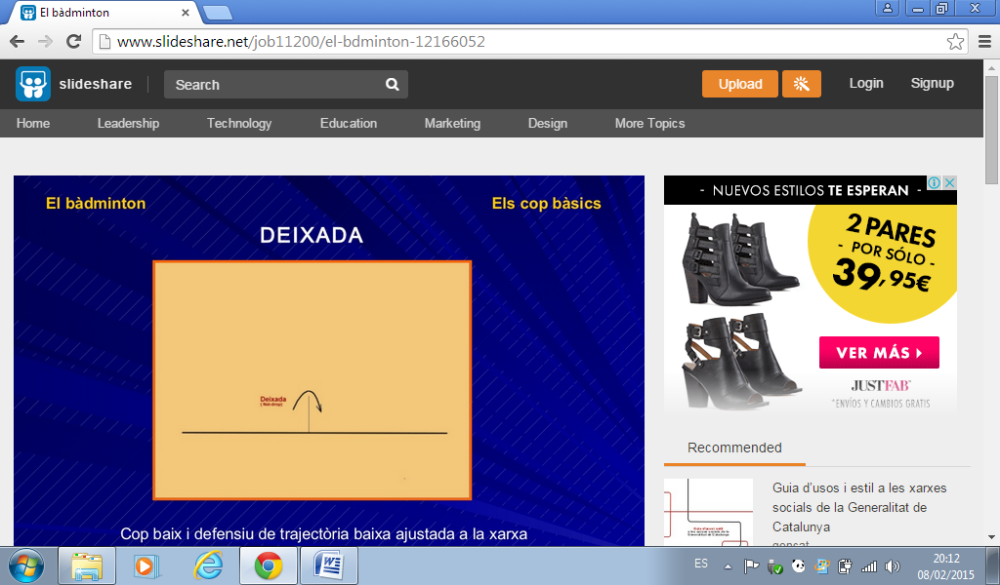 El bàdminton
www.slideshare.net/job11200/el-bdminton-12166052
slideshare
Search
Upload
Login
Signup
Home
Leadership
Technology
Education
Marketing
Design
More Topics
El bàdminton
Els cop bàsics
DEIXADA
Deixada
( Net-drop)
Cop baix i defensiu de trajectòria baixa ajustada a la xarxa
- NUEVOS ESTILOS TE ESPERAN -
2 PARES
- POR SÓLO -
39,95€
VER MÁS
JUSTFAB
*ENVÍOS Y CAMBIOS GRATIS
Recommended
Guia d'usos i estil a les xarxes
socials de la Generalitat de
Catalunya
ES
20:12
08/02/2015